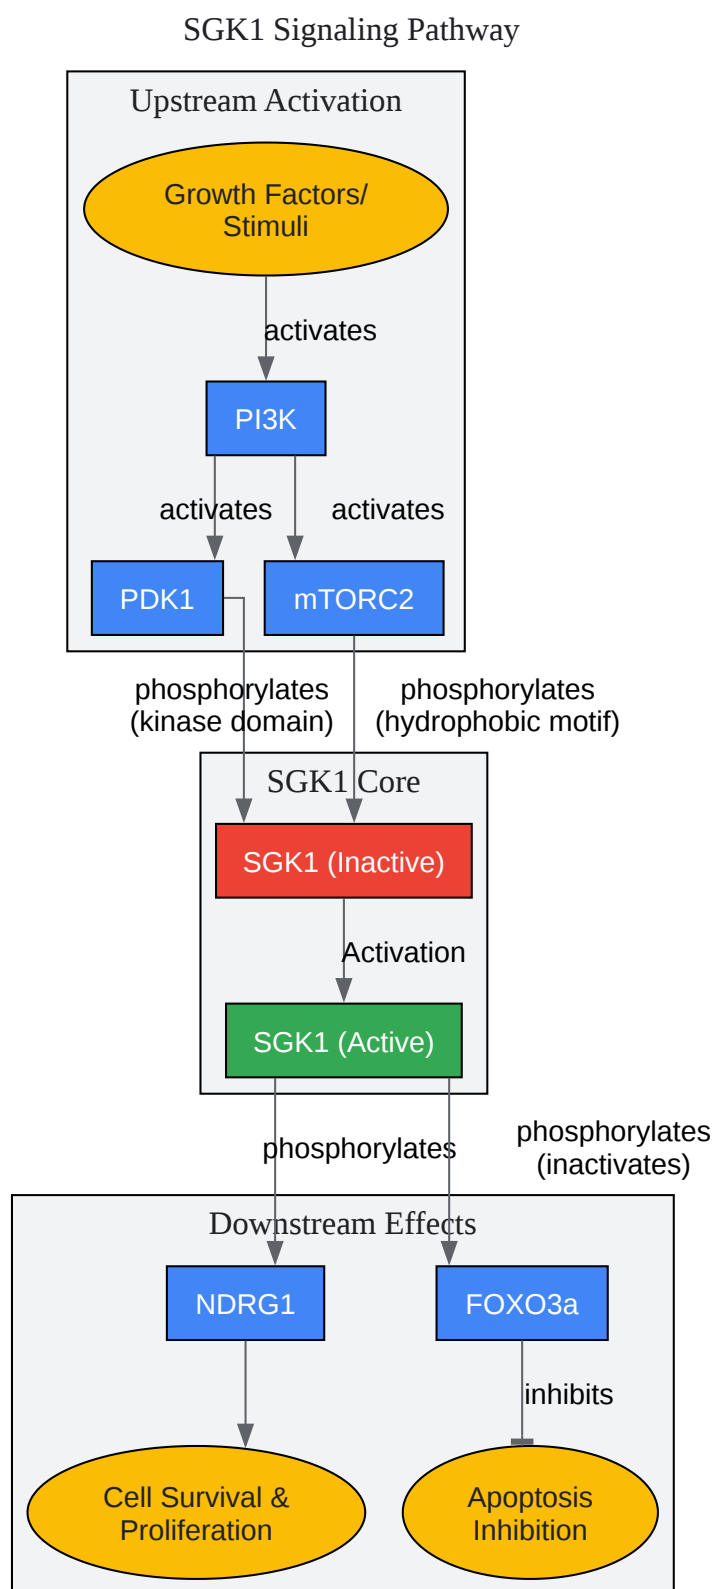 SGK1 Signaling Pathway
Upstream Activation
Growth Factors/
Stimuli
activates
PI3K
activates
activates
PDK1
mTORC2
phosphorylates
(kinase domain)
phosphorylates
(hydrophobic motif)
SGK1 Core
SGK1 (Inactive)
Activation
SGK1 (Active)
phosphorylates
phosphorylates
(inactivates)
Downstream Effects
NDRG1
FOXO3a
inhibits
Cell Survival &
Proliferation
Apoptosis
Inhibition